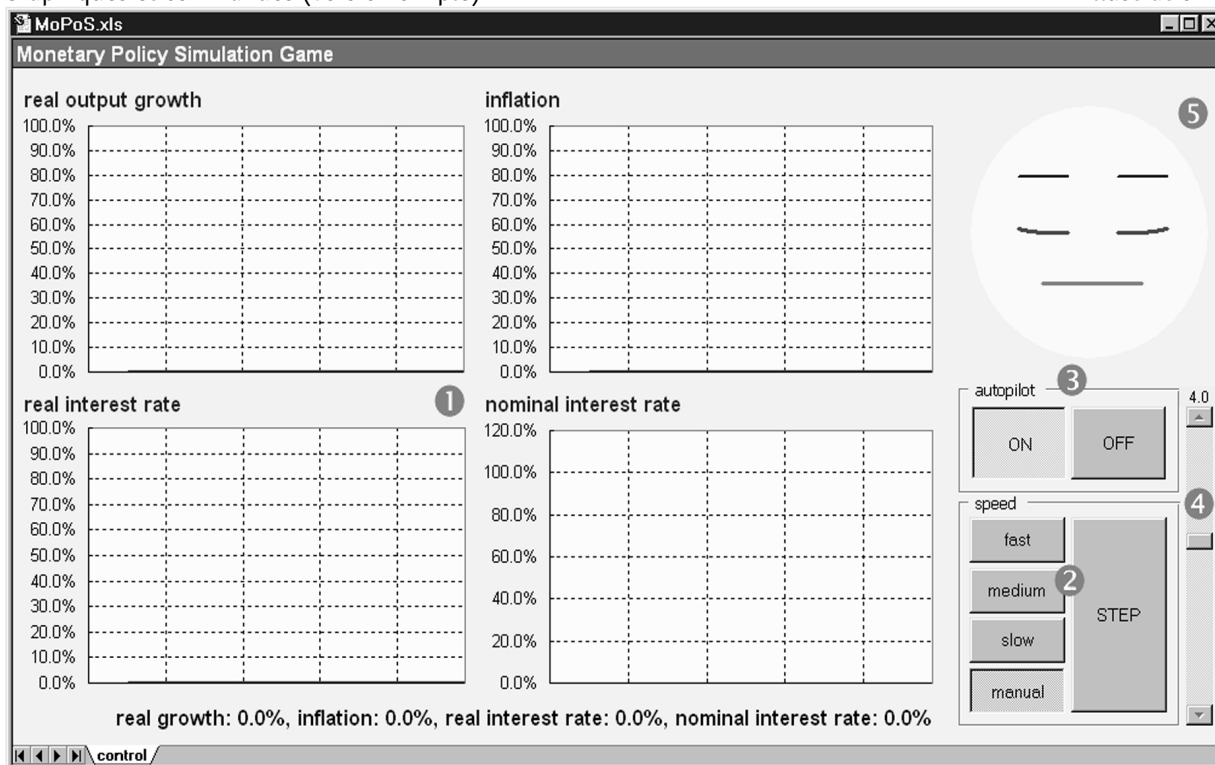 MoPoS.xls
Monetary Policy Simulation Game
real output growth
100.0%
90.0%
80.0%
70.0%
60.0%
50.0%
40.0%
30.0%
20.0%
10.0%
0.0%
inflation
100.0%
90.0%
80.0%
70.0%
60.0%
50.0%
40.0%
30.0%
20.0%
10.0%
0.0%
5
real interest rate
1
100.0%
90.0%
80.0%
70.0%
60.0%
50.0%
40.0%
30.0%
20.0%
10.0%
0.0%
nominal interest rate
120.0%
100.0%
80.0%
60.0%
40.0%
20.0%
0.0%
autopilot 3
ON OFF
4.0
speed
4
fast
medium 2
slow
manual
STEP
real growth: 0.0%, inflation: 0.0%, real interest rate: 0.0%, nominal interest rate: 0.0%
control